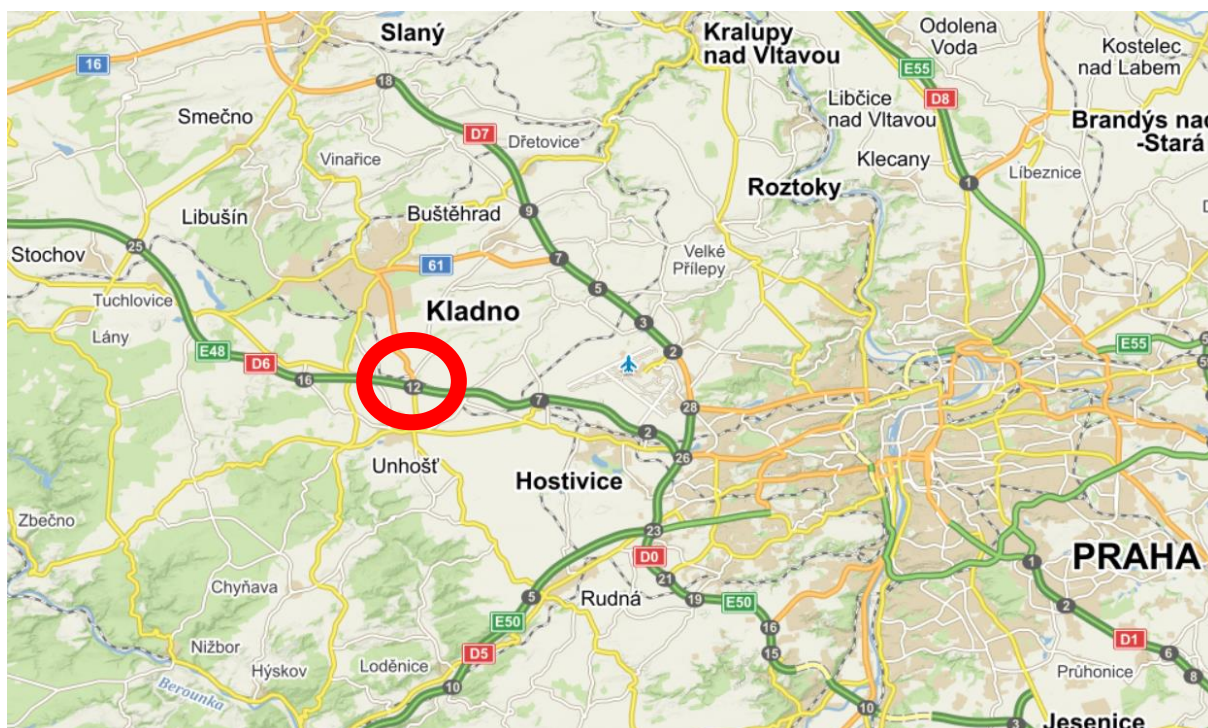 Slaný
Kralupy
nad Vltavou
Odolena
Voda
Kostelec
nad Labem
16
E55
18
D8
Libčice
nad Vltavou
Brandýs nad
-Stará
Smečno
D7
Dřetovice
Vinařice
Klecany
Líbeznice
1
Roztoky
Libušín
Buštěhrad
9
25
Stochov
61
7
Velké
Přílepy
5
Tuchlovice
Kladno
3
Lány
E48
D6
2
E55
16
12
7
28
2
26
Unhošť
Hostivice
Zbečno
23
D0
PRAHA
1
Chyňava
21
5
Rudná
19
E50
2
E50
16
D1
Nižbor
D5
15
6
Hýskov
Loděnice
Průhonice
8
10
Berounka
10
3
Jesenice